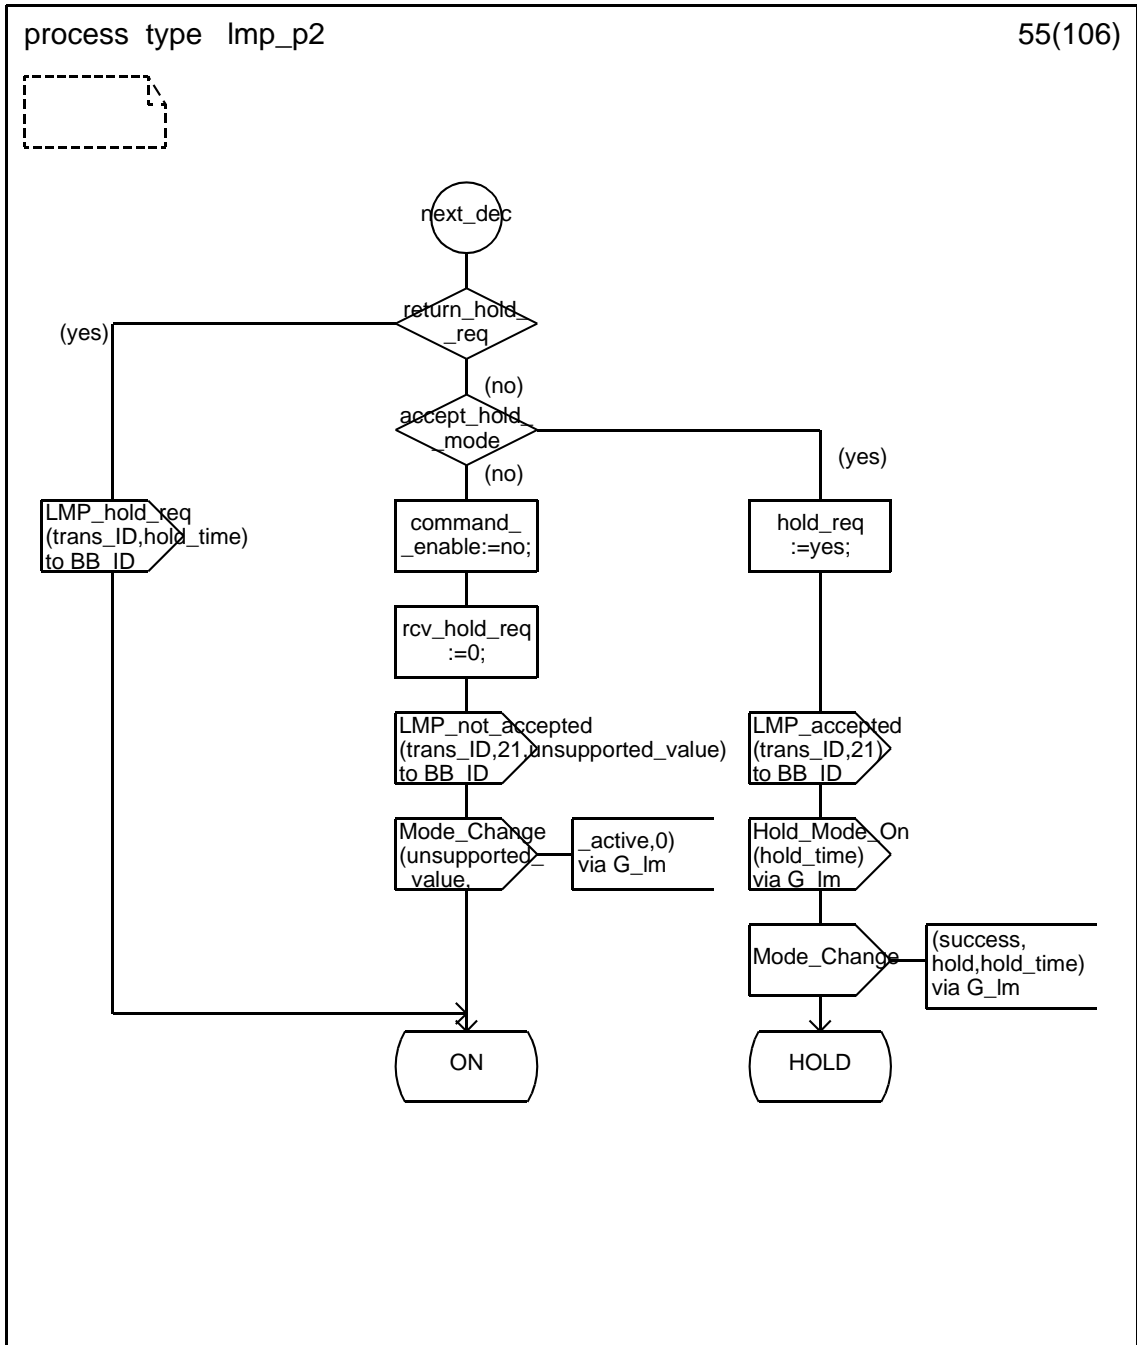 process type lmp_p2
55(106)
next_dec
return_hold_
_req
(yes)
(no)
accept_hold_
_mode
(no)
(yes)
LMP_hold_req
(trans_ID,hold_time)
to BB_ID
command_
_enable:=no;
hold_req
:=yes;
rcv_hold_req
:=0;
LMP_not_accepted
(trans_ID,21,unsupported_value)
to BB_ID
LMP_accepted
(trans_ID,21)
to BB_ID
Mode_Change
(unsupported_
_value,
_active,0)
via G_lm
Hold_Mode_On
(hold_time)
via G_lm
Mode_Change
(success,
hold,hold_time)
via G_lm
ON
HOLD